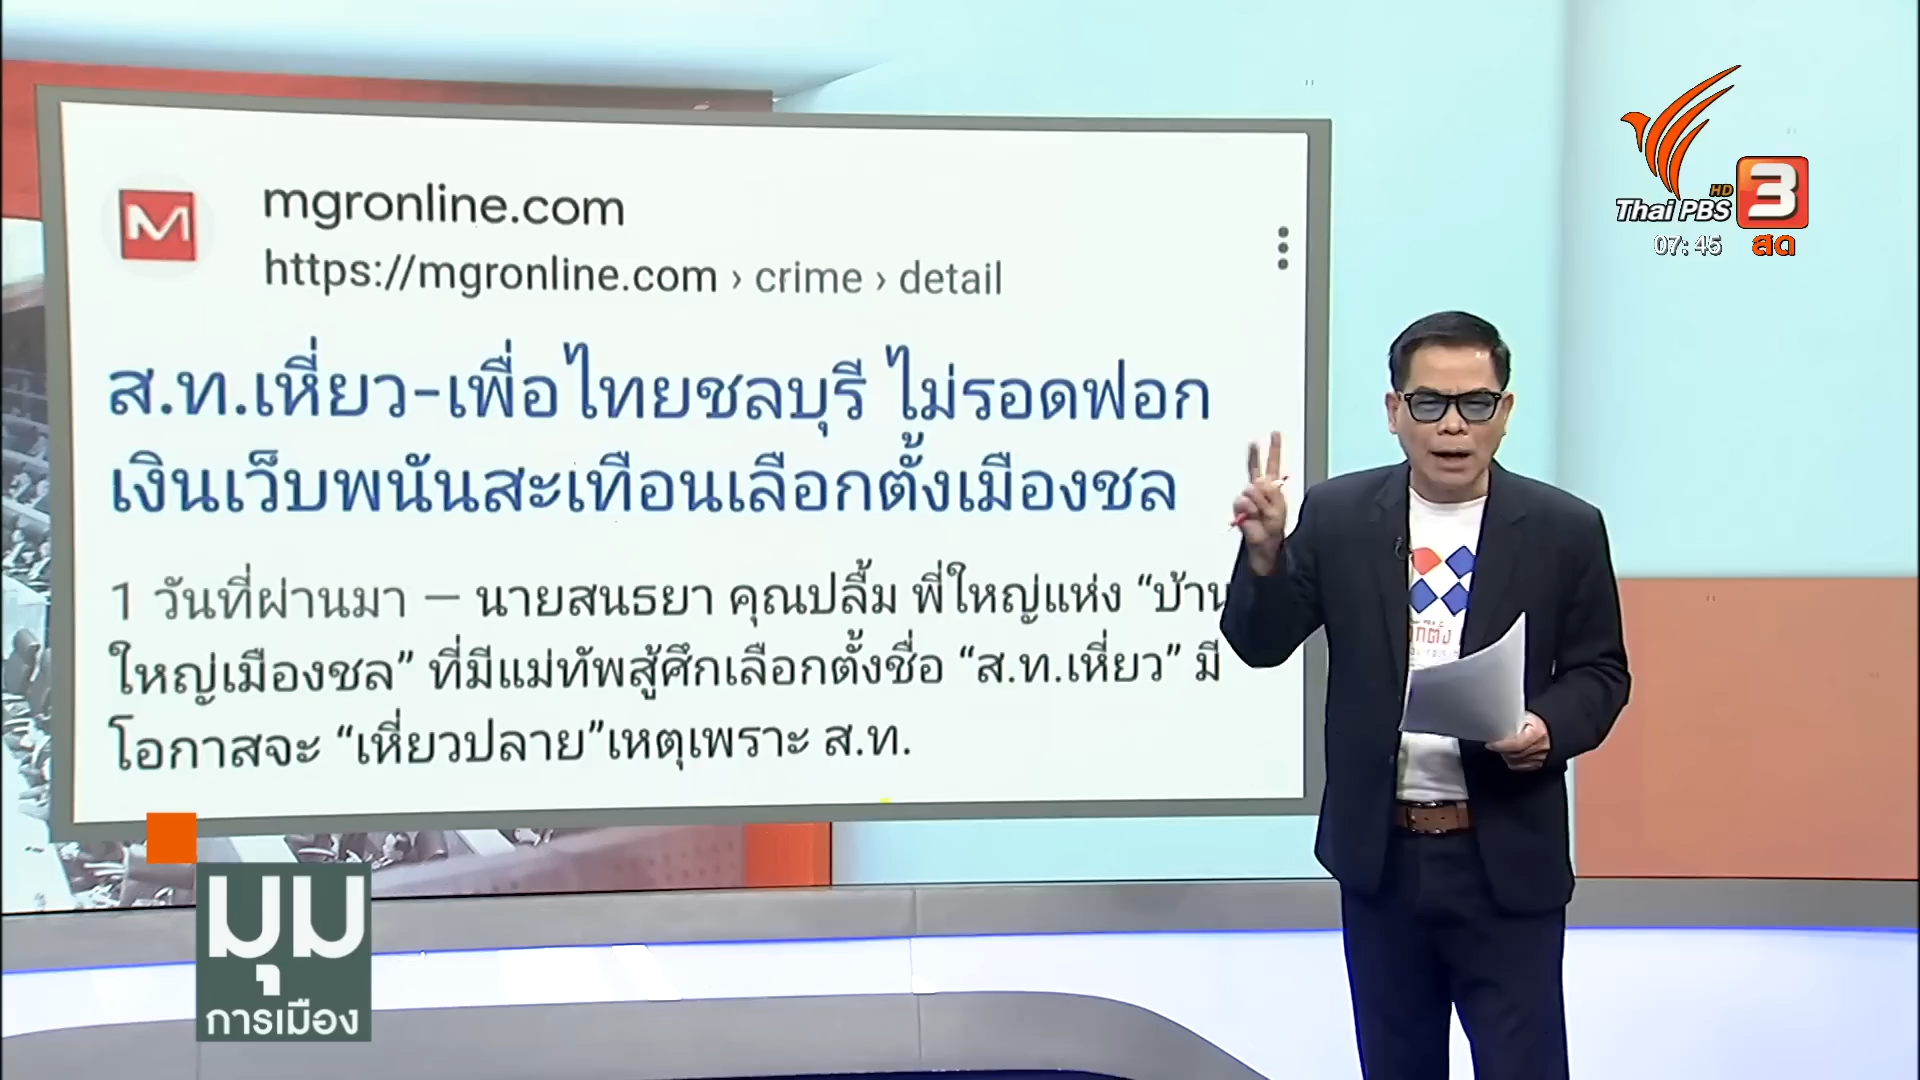 mgronline.com
https://mgronline.com › crime › detail
ส.ท.เหี่ยว-เพื่อไทยชลบุรี ไม่รอดฟอก
เงินเว็บพนันสะเทือนเลือกตั้งเมืองชล
1 วันที่ผ่านมา — นายสนธยา คุณปลื้ม พี่ใหญ่แห่ง “บ้าน
ใหญ่เมืองชล” ที่มีแม่ทัพสู้ศึกเลือกตั้งชื่อ “ส.ท.เหี่ยว” มี
โอกาสจะ “เหี่ยวปลาย”เหตุเพราะ ส.ท.
Thai PBS HD 3
07:45 สด
มุม
การเมือง